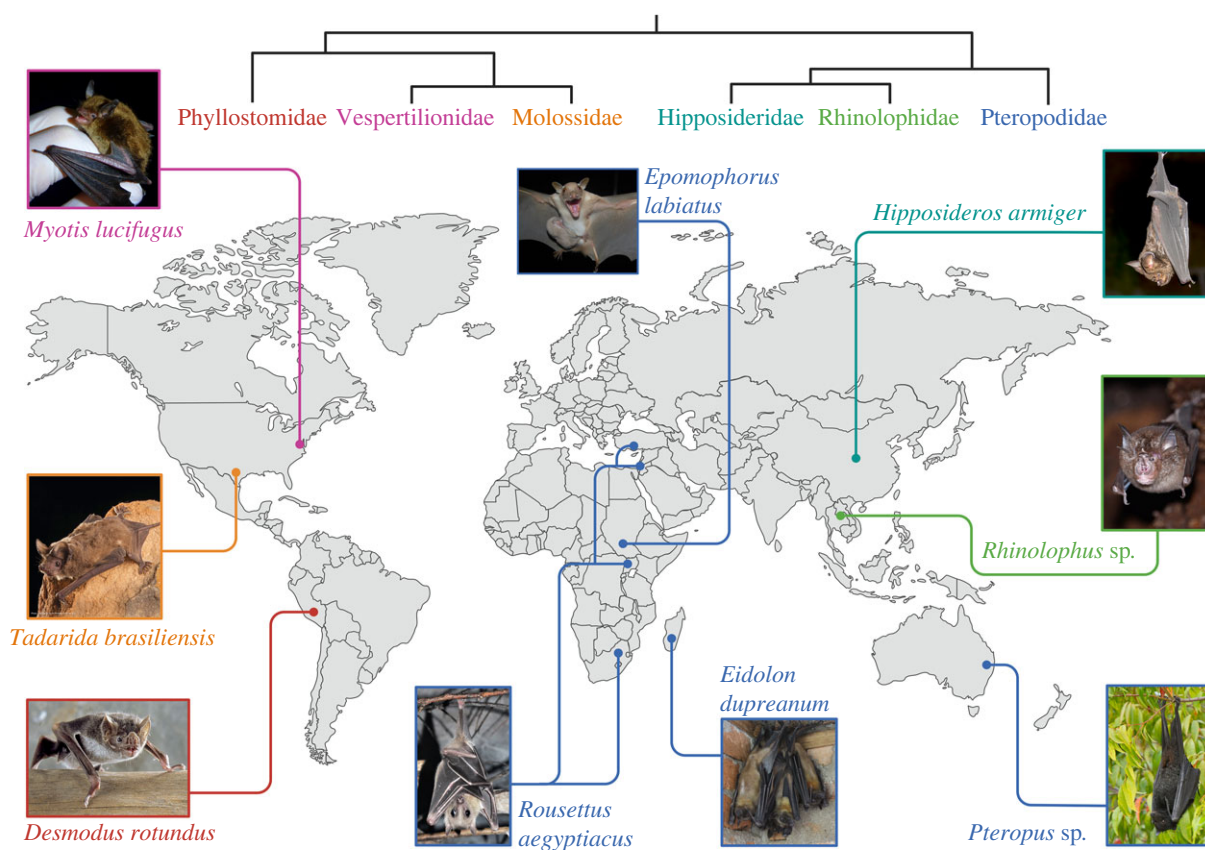 Phyllostomidae Vespertilionidae Molossidae Hipposideridae Rhinolophidae Pteropodidae
Epomophorus
labiatus
Hipposideros armiger
Myotis lucifugus
Rhinolophus sp.
Tadarida brasiliensis
Eidolon
dupreanum
Desmodus rotundus
Rousettus
aegyptiacus
Pteropus sp.